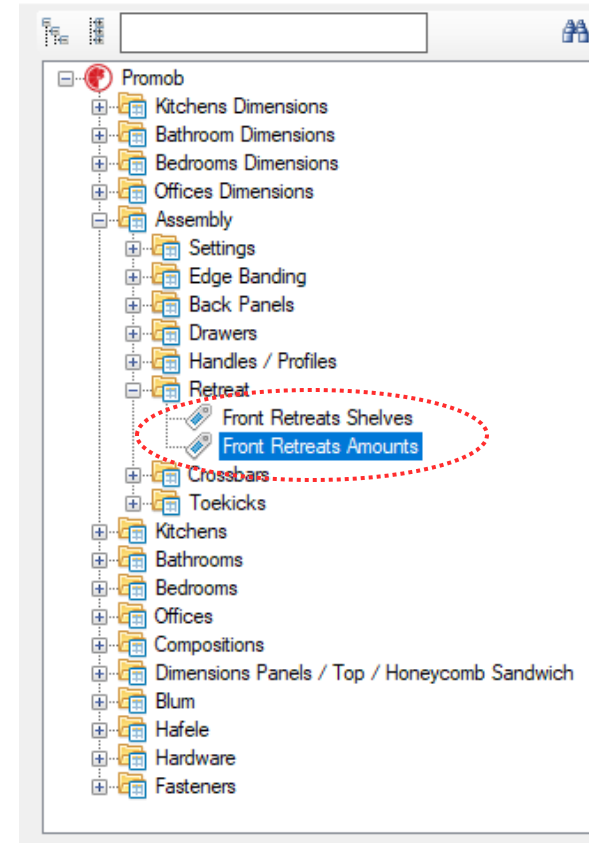 Promob
Kitchens Dimensions
Bathroom Dimensions
Bedrooms Dimensions
Offices Dimensions
Assembly
Settings
Edge Banding
Back Panels
Drawers
Handles / Profiles
Retreat
Front Retreats Shelves
Front Retreats Amounts
Crossbars
Toekicks
Kitchens
Bathrooms
Bedrooms
Offices
Compositions
Dimensions Panels / Top / Honeycomb Sandwich
Blum
Hafele
Hardware
Fasteners